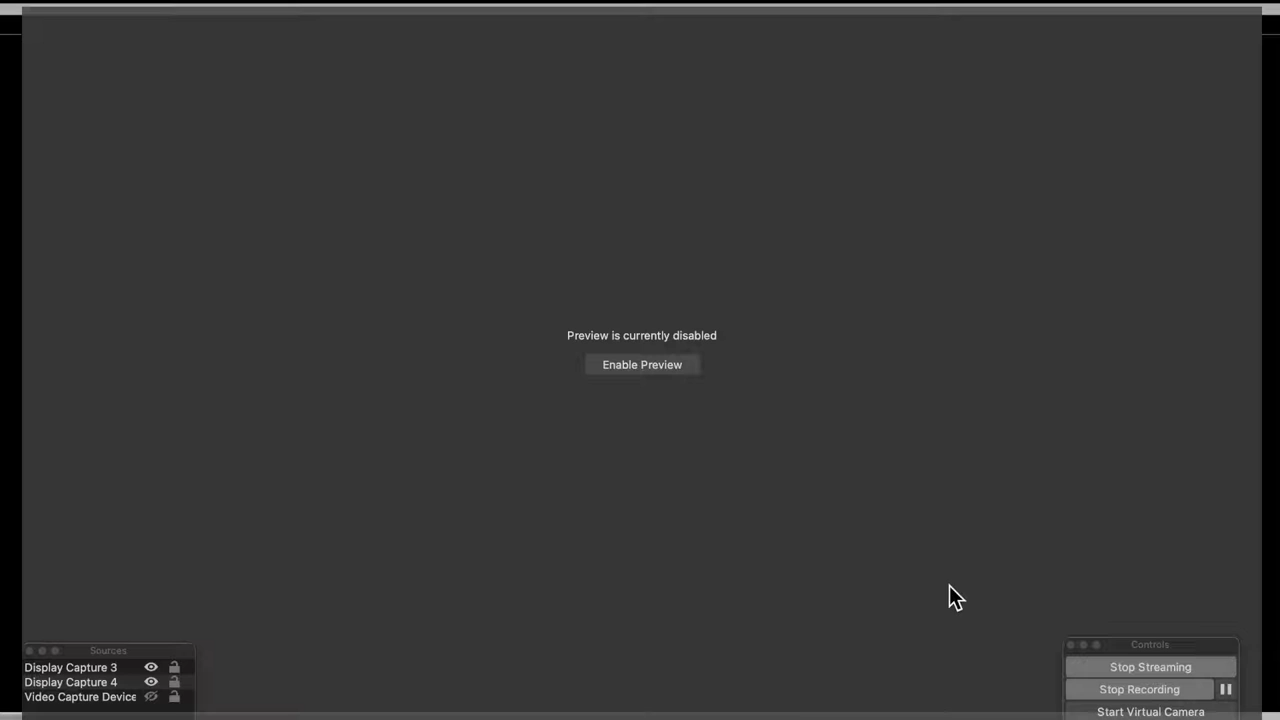 Preview is currently disabled
Enable Preview
Sources
Display Capture 3
Display Capture 4
Video Capture Device
Controls
Stop Streaming
Stop Recording
Start Virtual Camera